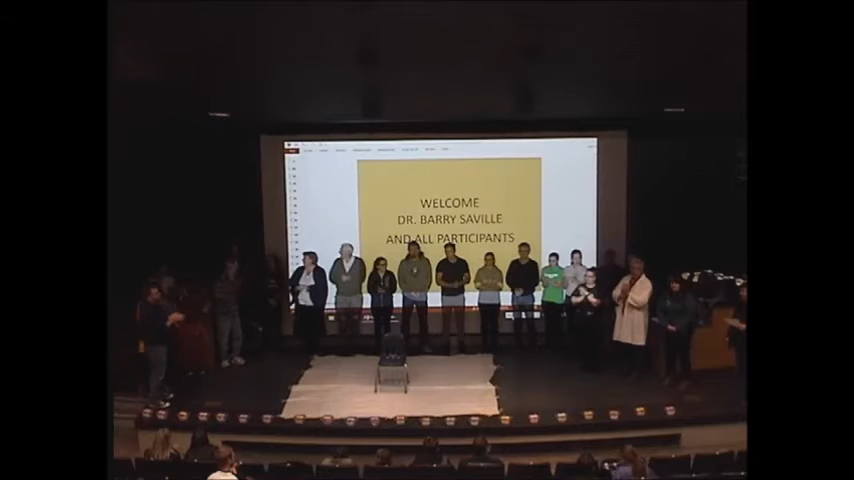 WELCOME
DR. BARRY SAVILLE
AND ALL PARTICIPANTS